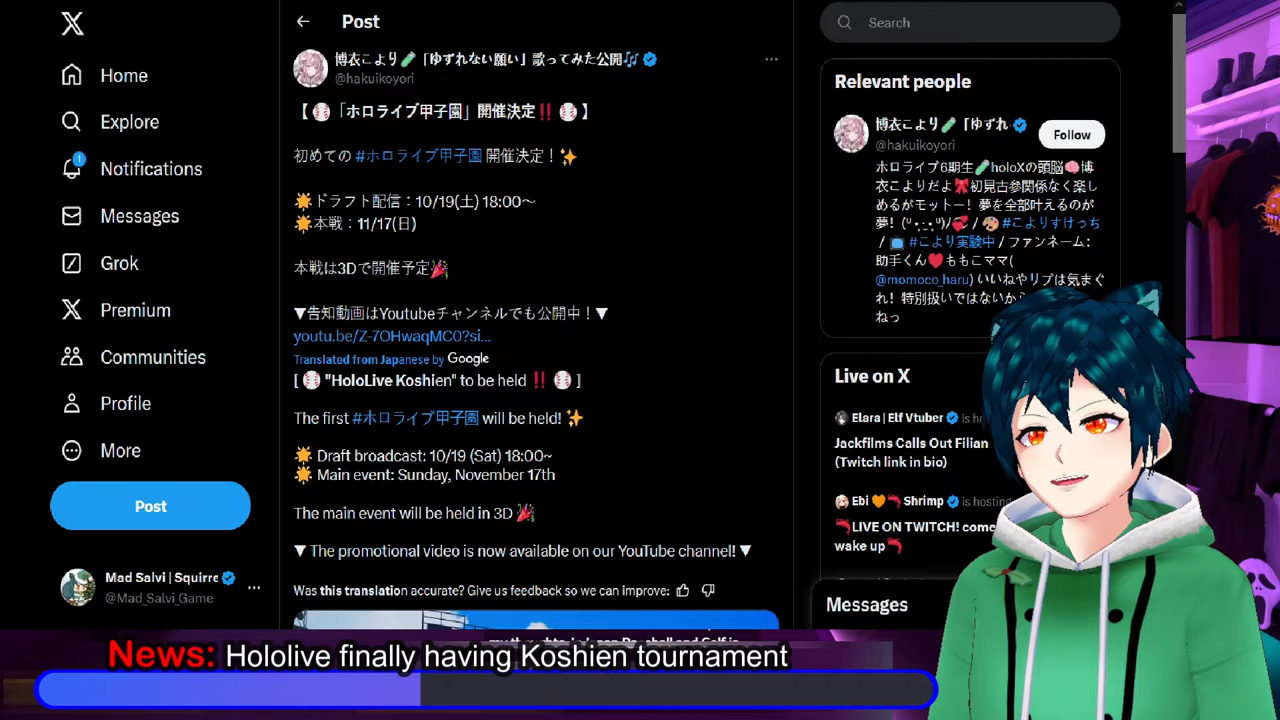 Home
Explore
1
Notifications
Messages
Grok
Premium
Communities
Profile
More
Post
Mad Salvi | Squirre
@Mad_Salvi_Game
Post
博衣こより🧪「ゆずれない願い」歌ってみた公開🎶
@hakuikoyori
【⚾「ホロライブ甲子園」開催決定‼️⚾】
初めての #ホロライブ甲子園 開催決定！✨
🌟ドラフト配信：10/19(土) 18:00～
🌟本戦：11/17(日)
本戦は3Dで開催予定🎉
▼告知動画はYoutubeチャンネルでも公開中！▼
youtu.be/Z-7OHwaqMC0?si...
Translated from Japanese by Google
[ ⚾ "HoloLive Koshien" to be held ‼️ ⚾ ]
The first #ホロライブ甲子園 will be held! ✨
🌟 Draft broadcast: 10/19 (Sat) 18:00~
🌟 Main event: Sunday, November 17th
The main event will be held in 3D 🎉
▼ The promotional video is now available on our YouTube channel! ▼
Was this translation accurate? Give us feedback so we can improve:
Search
Relevant people
博衣こより🧪「ゆずれ
@hakuikoyori
Follow
ホロライブ6期生🧪holoXの頭脳🧠博
衣こよりだよ🎀初見古参関係なく楽し
めるがモットー！夢を全部叶えるのが
夢! 💞 / 🎨 #こよりすけっち
/ 📺 #こより実験中 / ファンネーム：
助手くん❤️ももこママ(
@momoco_haru) いいねやリプは気まぐ
れ！特別扱いではないから
ねっ
Live on X
Elara | Elf Vtuber is ho
Jackfilms Calls Out Filian
(Twitch link in bio)
Ebi 🧡🦐 Shrimp is hosting
🦐LIVE ON TWITCH! come
wake up🦐
Messages
News: Hololive finally having Koshien tournament